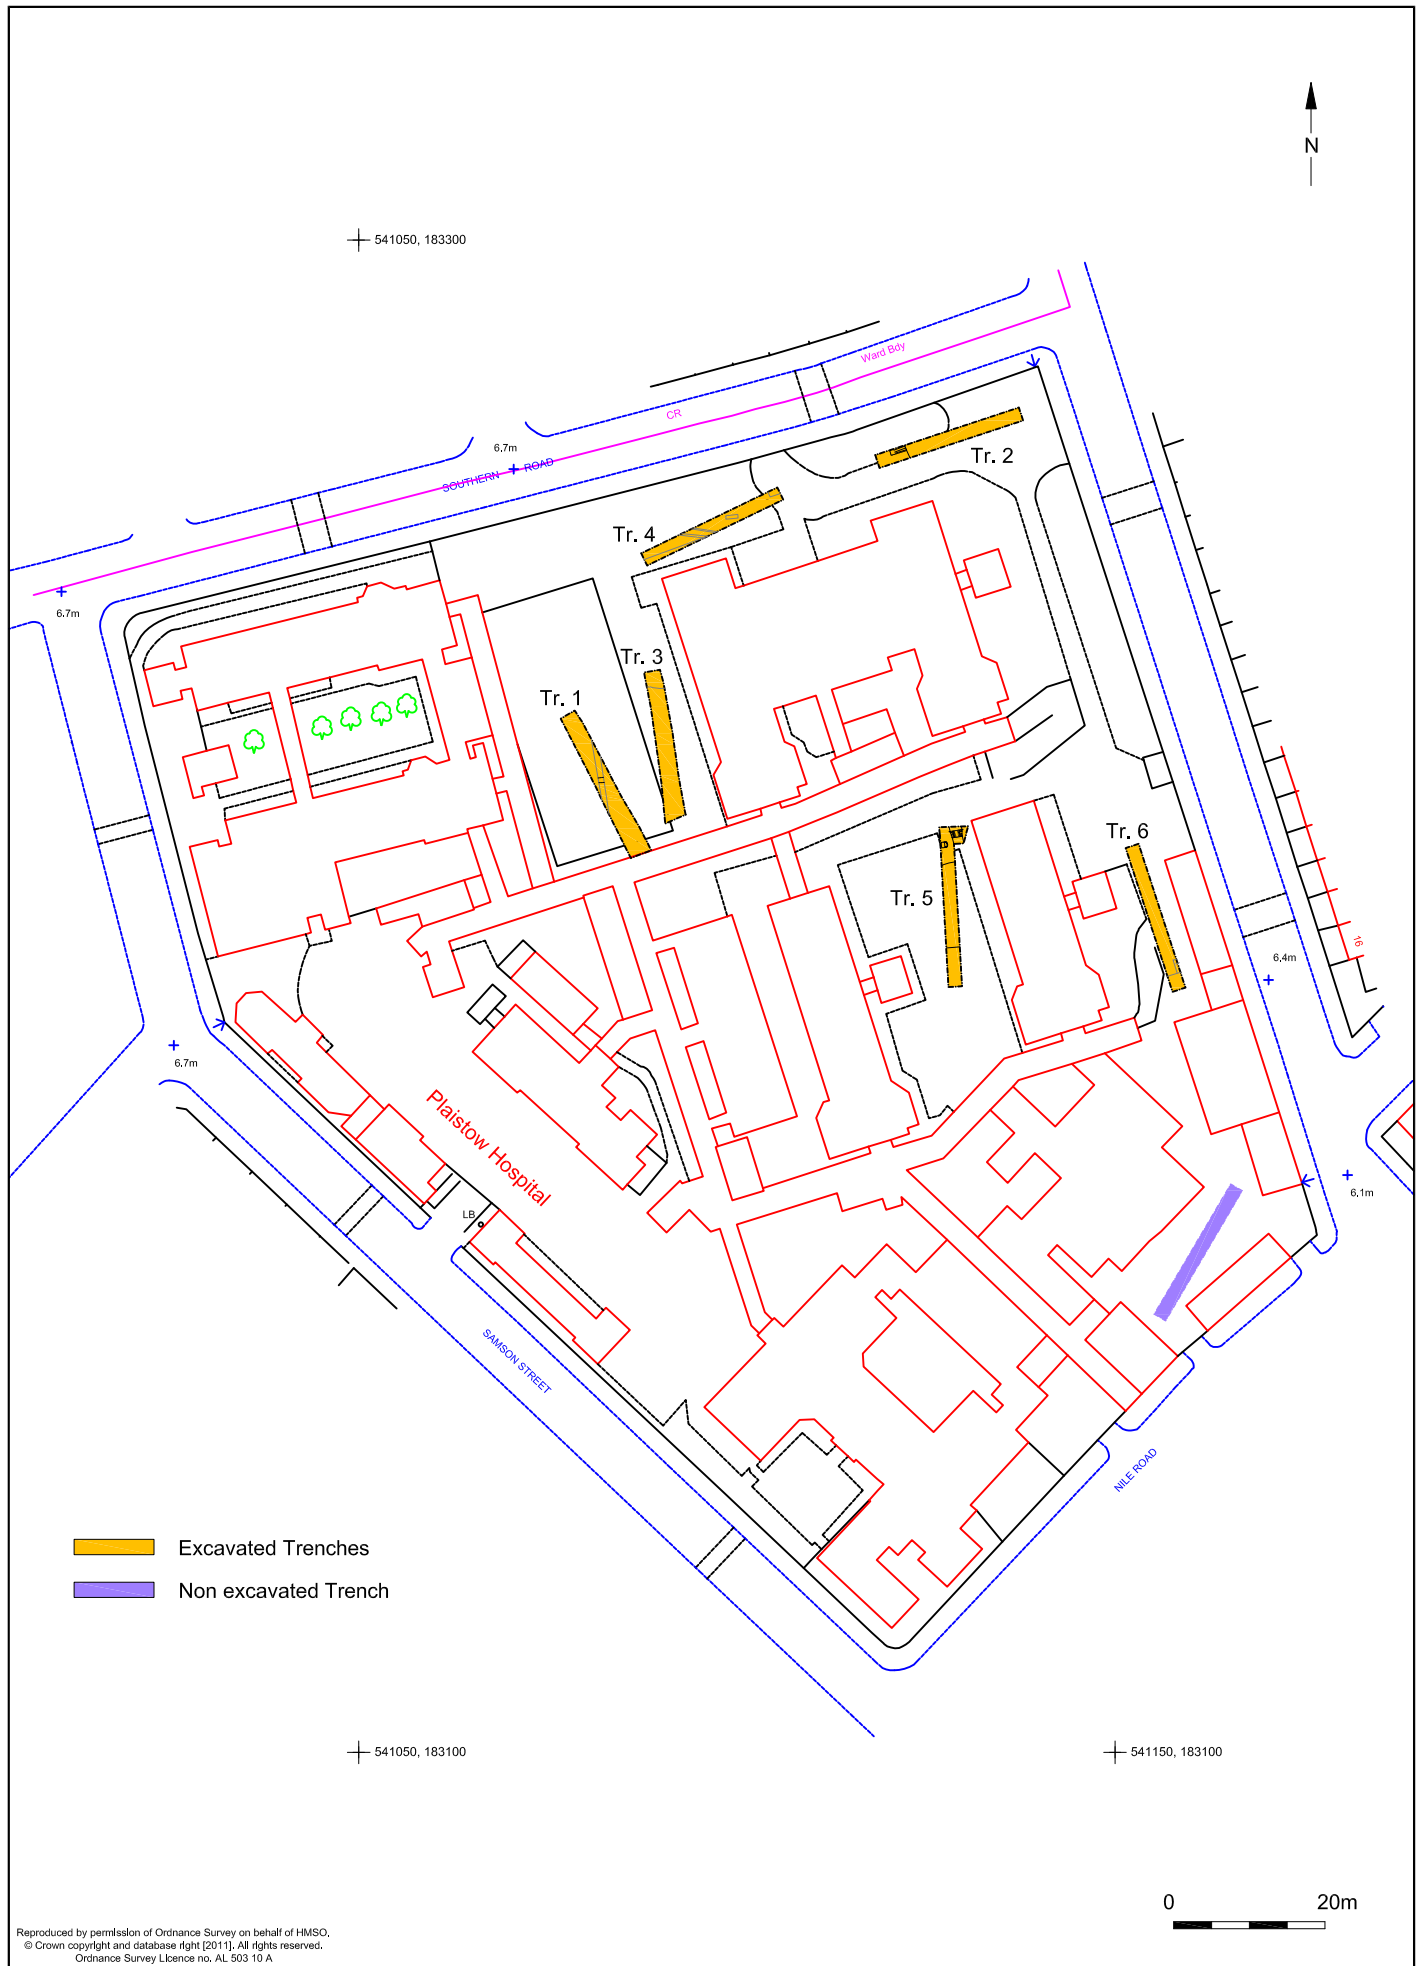 N
541050, 183300
Ward Bdy
CR
6.7m
SOUTHERN ROAD
Tr. 2
Tr. 4
6.7m
Tr. 3
Tr. 1
Tr. 6
Tr. 5
16
6.4m
6.7m
Plaistow Hospital
6.1m
LB
SAMSON STREET
NILE ROAD
Excavated Trenches
Non excavated Trench
541050, 183100
541150, 183100
0 20m
Reproduced by permission of Ordnance Survey on behalf of HMSO.
© Crown copyright and database right [2011]. All rights reserved.
Ordnance Survey Licence no. AL 503 10 A